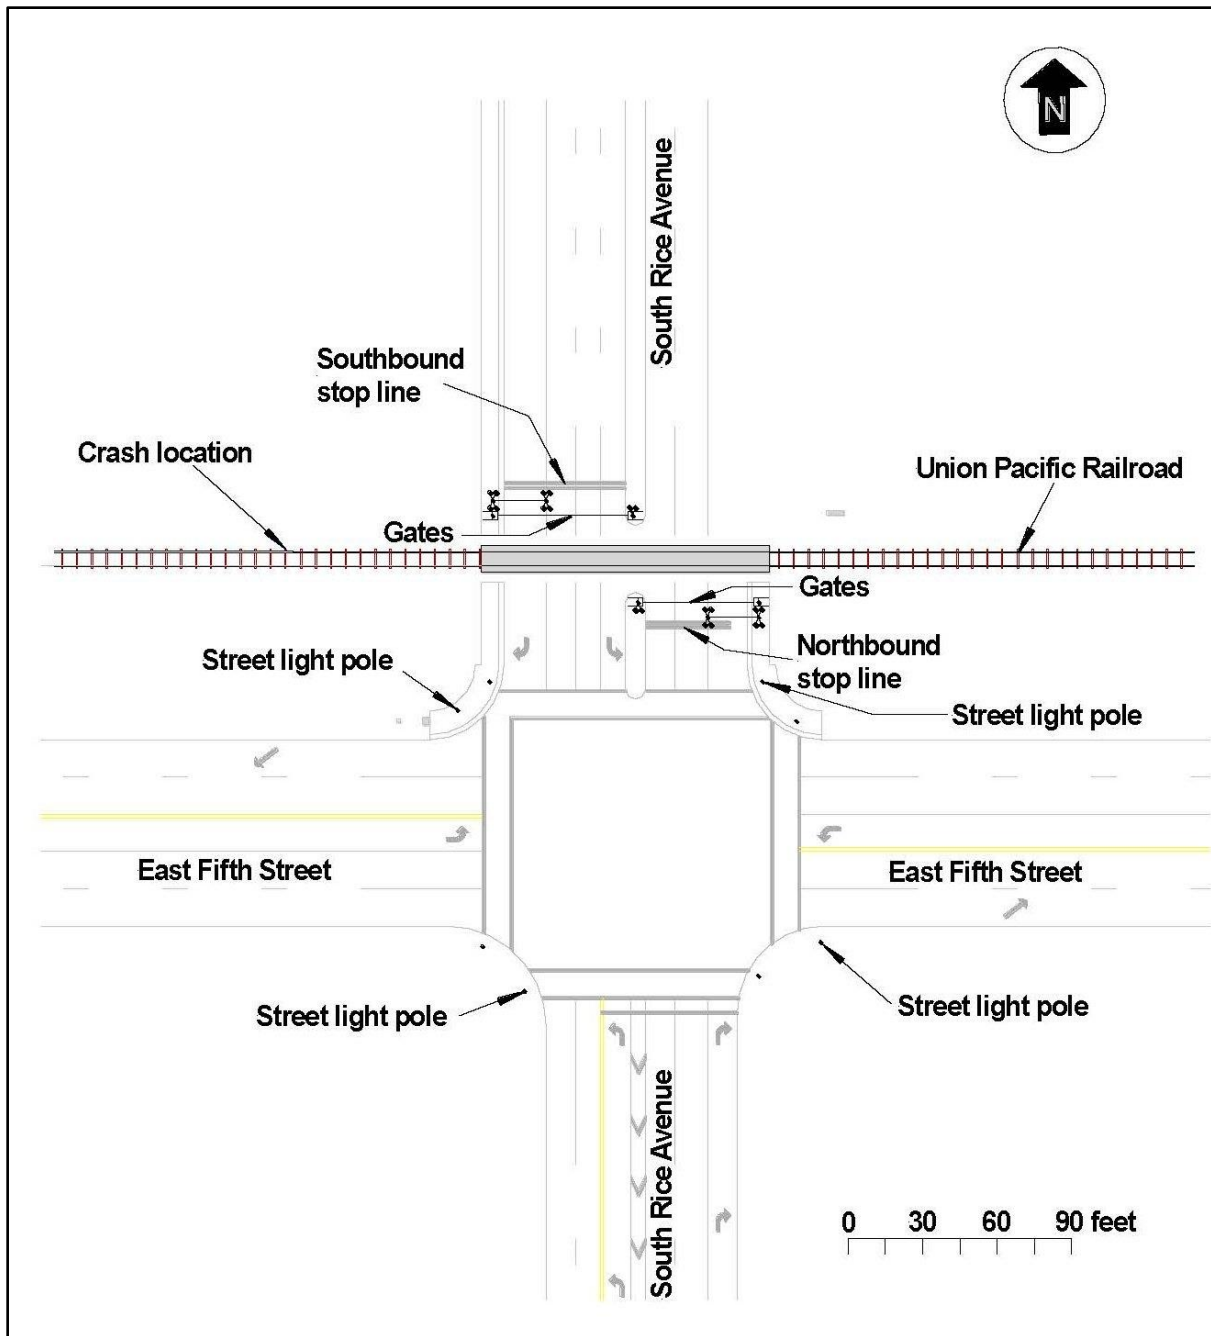 N
South Rice Avenue
Southbound
stop line
Crash location
Union Pacific Railroad
Gates
Gates
Northbound
stop line
Street light pole
Street light pole
East Fifth Street
East Fifth Street
Street light pole
Street light pole
South Rice Avenue
0 30 60 90 feet